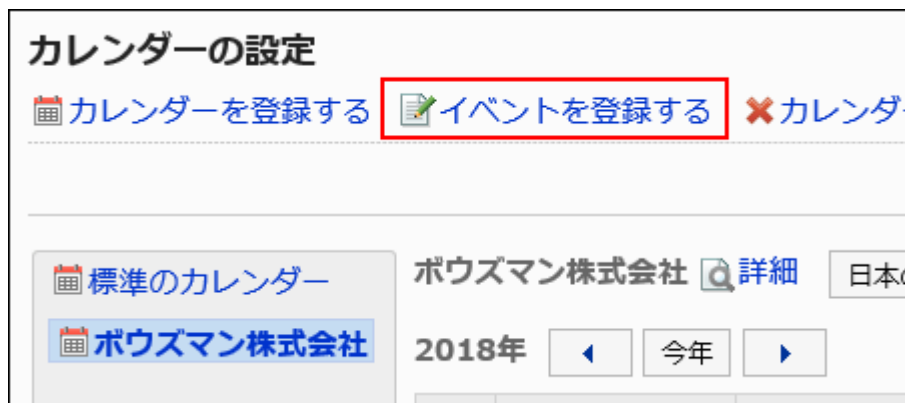 カレンダーの設定
カレンダーを登録する イベントを登録する カレンダ
標準のカレンダー
ボウズマン株式会社
ボウズマン株式会社 詳細 日本
2018年 今年